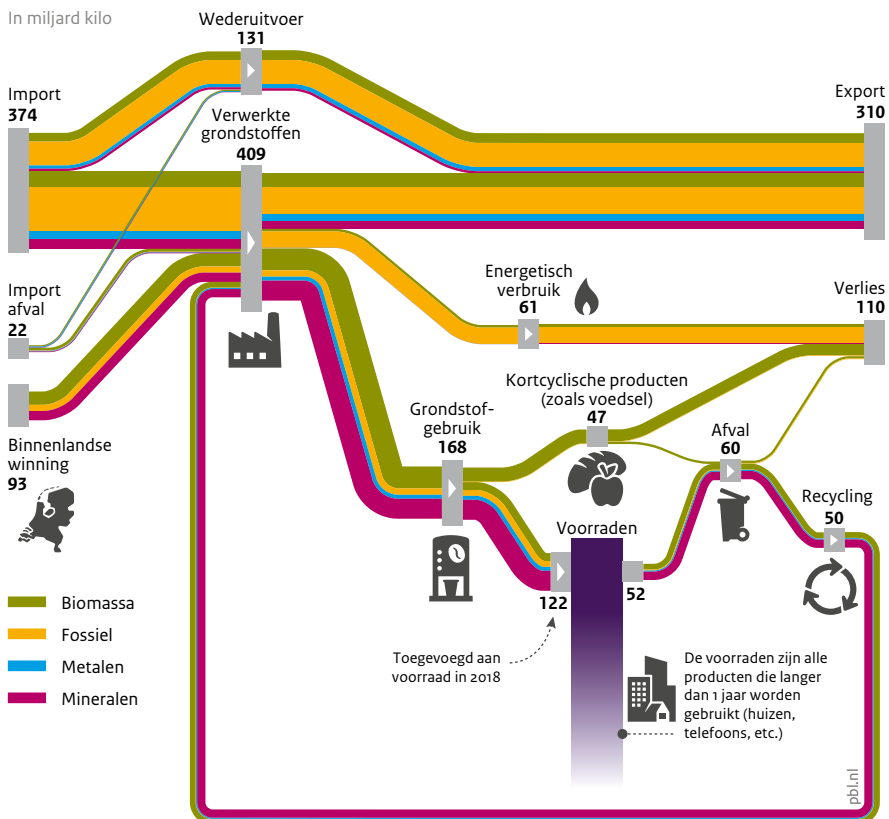 In miljard kilo
Wederuitvoer
131
Import
374
Verwerkte
grondstoffen
409
Export
310
Import
afval
22
Energetisch
verbruik
61
Verlies
110
Kortcyclische producten
(zoals voedsel)
47
Grondstof-
gebruik
168
Afval
60
Binnenlandse
winning
93
Recycling
50
Voorraden
122
52
Biomassa
Fossiel
Metalen
Mineralen
Toegevoegd aan
voorraad in 2018
De voorraden zijn alle
producten die langer
dan 1 jaar worden
gebruikt (huizen,
telefoons, etc.)
pbl.nl